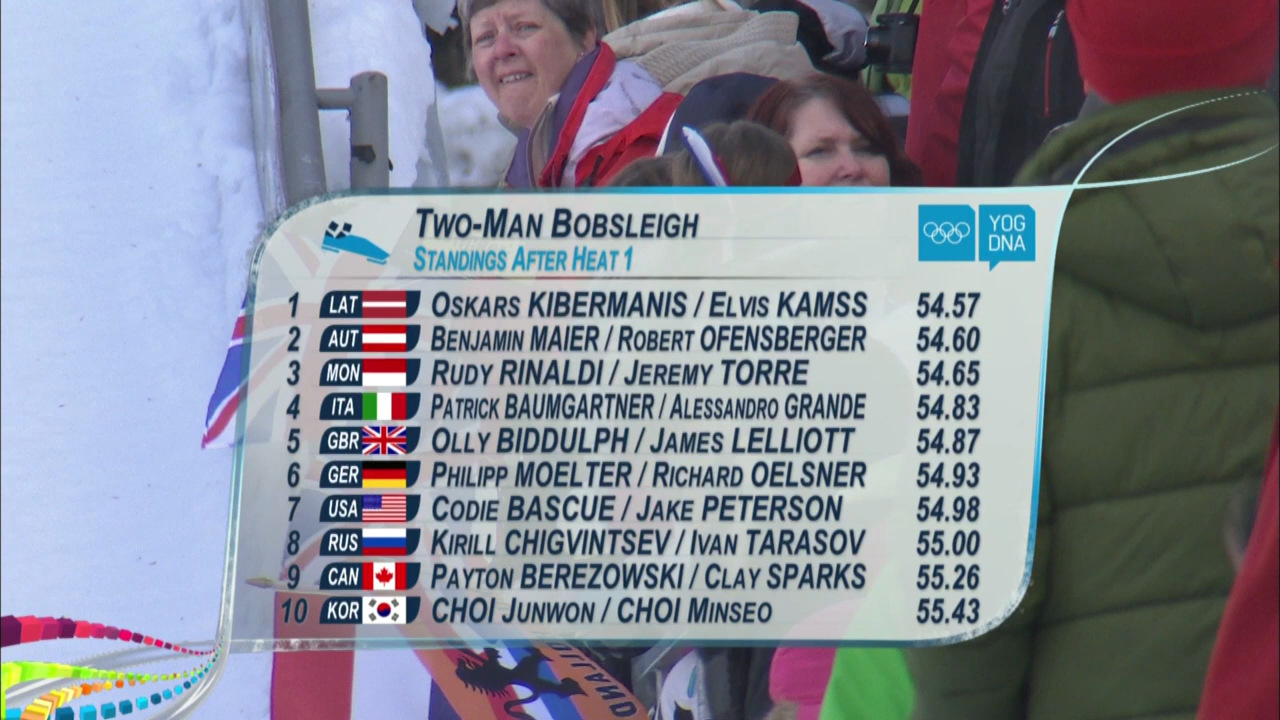 TWO-MAN BOBSLEIGH
STANDINGS AFTER HEAT 1
YOG
DNA
1 LAT OSKARS KIBERMANIS / ELVIS KAMSS 54.57
2 AUT BENJAMIN MAIER / ROBERT OFENSBERGER 54.60
3 MON RUDY RINALDI / JEREMY TORRE 54.65
4 ITA PATRICK BAUMGARTNER / ALESSANDRO GRANDE 54.83
5 GBR OLLY BIDDULPH / JAMES LELLIOTT 54.87
6 GER PHILIPP MOELTER / RICHARD OELSNER 54.93
7 USA CODIE BASCUE / JAKE PETERSON 54.98
8 RUS KIRILL CHIGVINTSEV / IVAN TARASOV 55.00
9 CAN PAYTON BEREZOWSKI / CLAY SPARKS 55.26
10 KOR CHOI JUNWON / CHOI MINSEO 55.43